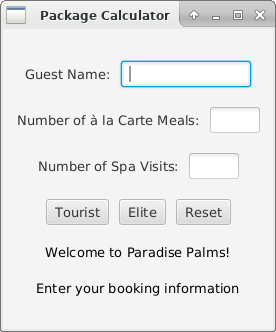 Package Calculator
Guest Name:
Number of à la Carte Meals:
Number of Spa Visits:
Tourist Elite Reset
Welcome to Paradise Palms!
Enter your booking information